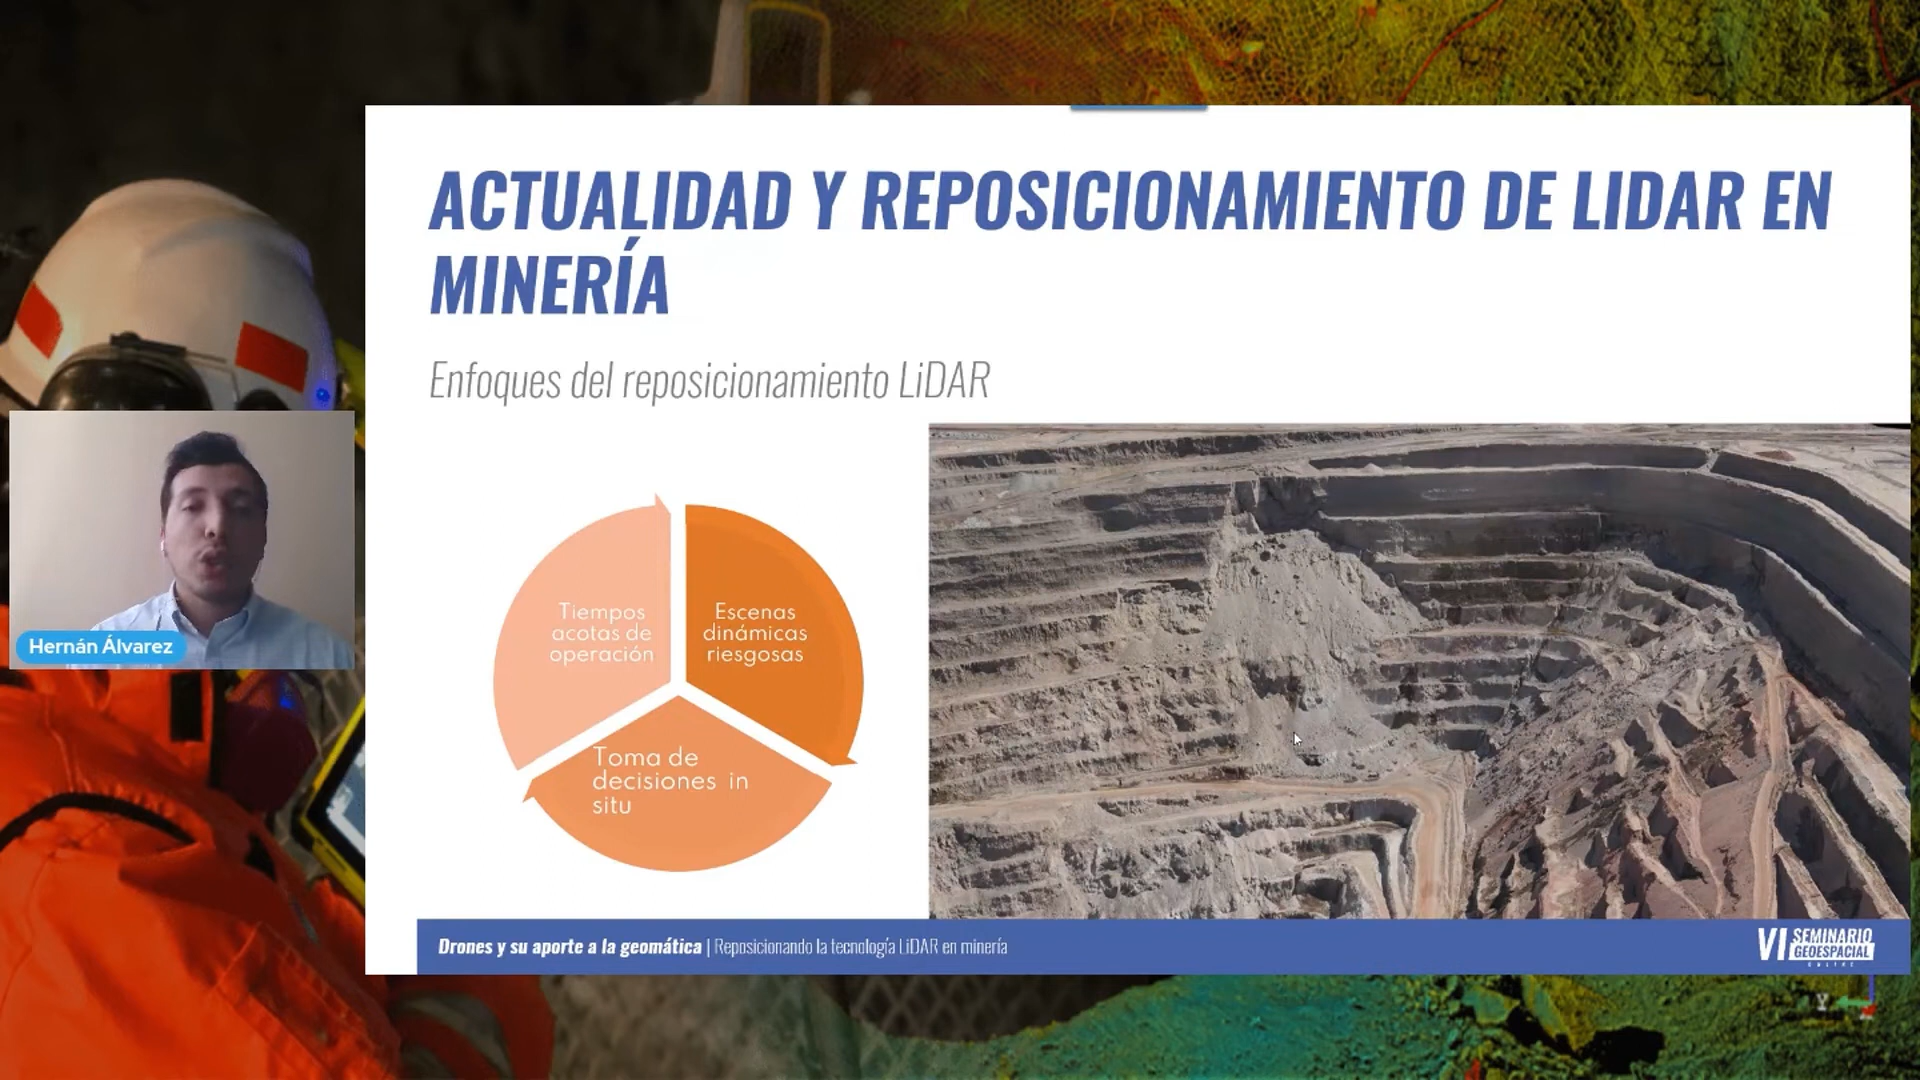 ACTUALIDAD Y REPOSICIONAMIENTO DE LIDAR EN
MINERÍA
Enfoques del reposicionamiento LiDAR
Tiempos
acotas de
operación
Escenas
dinámicas
riesgosas
Toma de
decisiones in
situ
Hernán Álvarez
Drones y su aporte a la geomática | Reposicionando la tecnología LiDAR en minería
VI SEMINARIO
GEOESPACIAL
ONLINE
Y